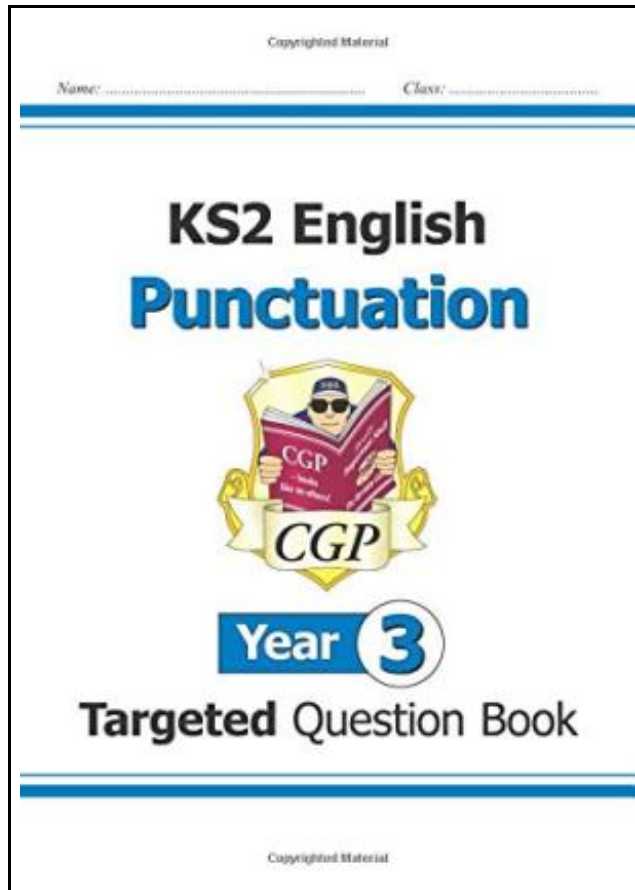 Copyrighted Material
Name: ............................................................ Class: ...................................
KS2 English
Punctuation
CGP
CGP
Year 3
Targeted Question Book
Copyrighted Material